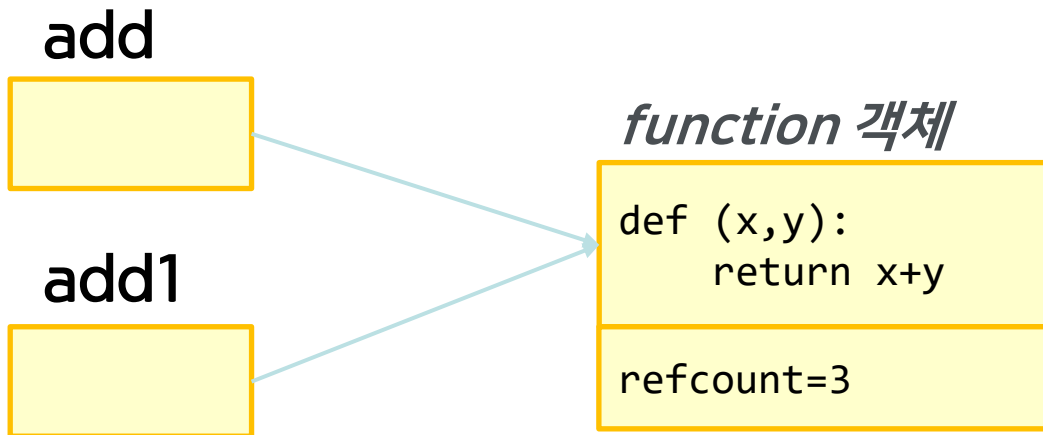 add
function 객체
def (x,y):
    return x+y
add1
refcount=3